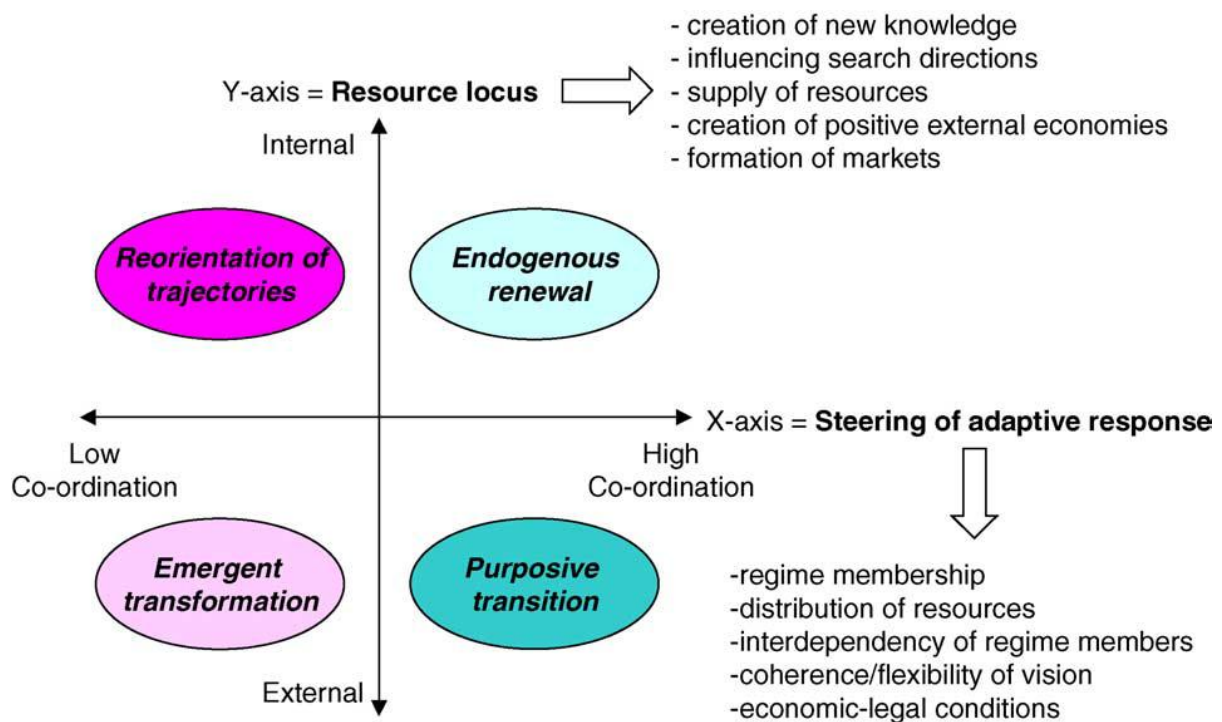 - creation of new knowledge
- influencing search directions
- supply of resources
- creation of positive external economies
- formation of markets
Y-axis = Resource locus
Internal
Reorientation of
trajectories
Endogenous
renewal
X-axis = Steering of adaptive response
Low
Co-ordination
High
Co-ordination
Emergent
transformation
Purposive
transition
External
-regime membership
-distribution of resources
-interdependency of regime members
-coherence/flexibility of vision
-economic-legal conditions